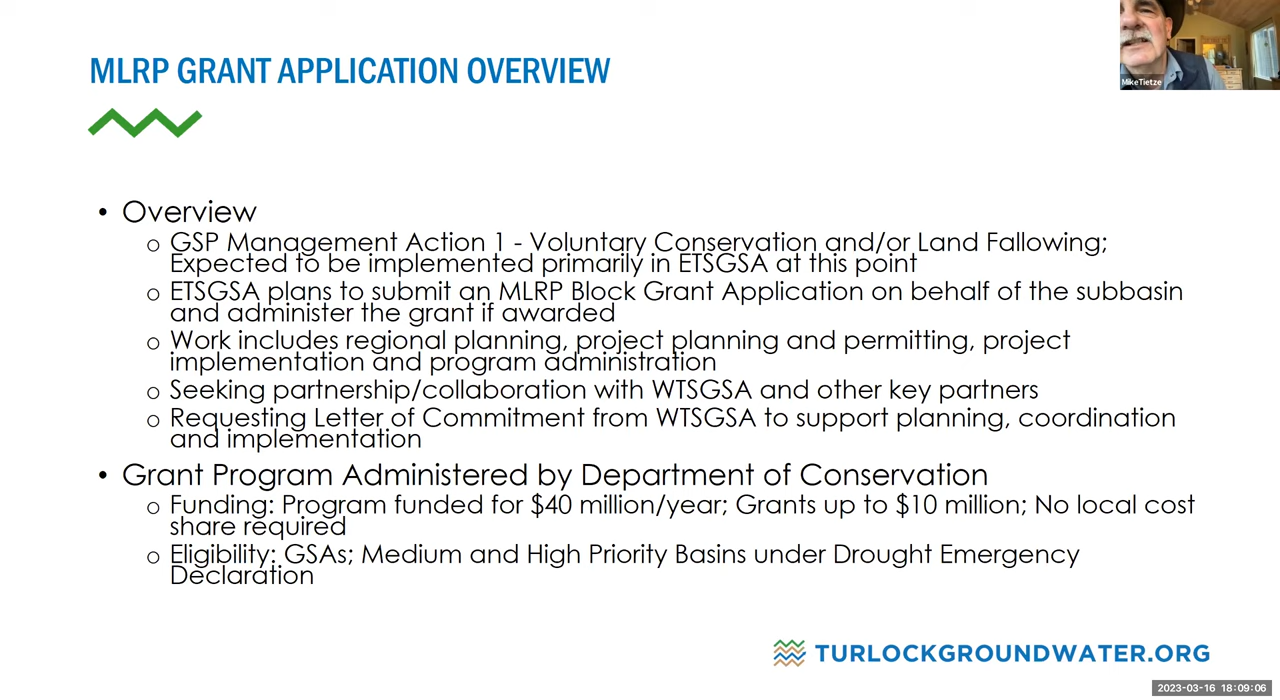 MLRP GRANT APPLICATION OVERVIEW
MikeTietze
• Overview
o GSP Management Action 1 - Voluntary Conservation and/or Land Fallowing;
Expected to be implemented primarily in ETSGSA at this point
o ETSGSA plans to submit an MLRP Block Grant Application on behalf of the subbasin
and administer the grant if awarded
o Work includes regional planning, project planning and permitting, project
implementation and program administration
o Seeking partnership/collaboration with WTSGSA and other key partners
o Requesting Letter of Commitment from WTSGSA to support planning, coordination
and implementation
• Grant Program Administered by Department of Conservation
o Funding: Program funded for $40 million/year; Grants up to $10 million; No local cost
share required
o Eligibility: GSAs; Medium and High Priority Basins under Drought Emergency
Declaration
TURLOCKGROUNDWATER.ORG
2023-03-16 18:09:06